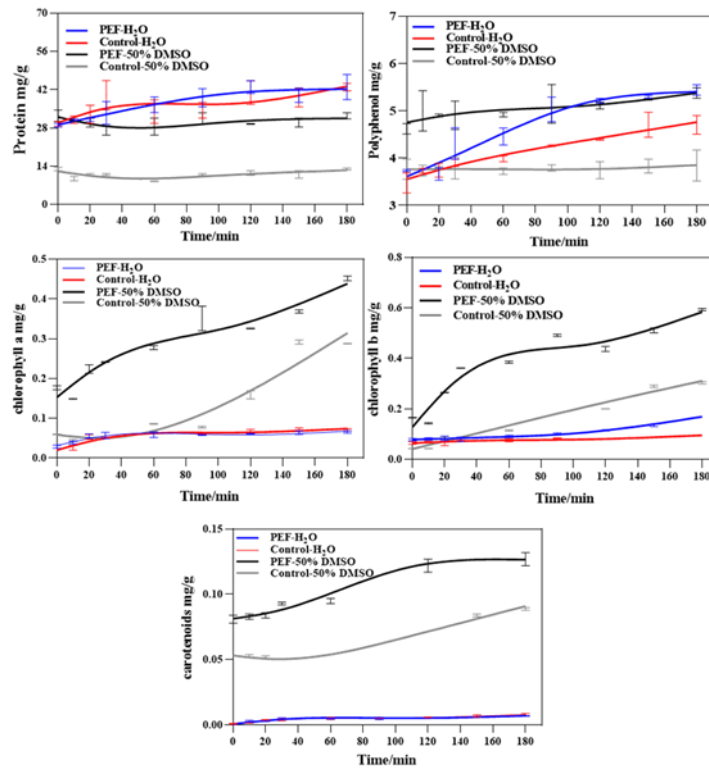 PEF-H₂O
Control-H₂O
PEF-50% DMSO
Control-50% DMSO
Protein mg/g
70
56
42
28
14
0
0 20 40 60 80 100 120 140 160 180
Time/min
PEF-H₂O
Control-H₂O
PEF-50% DMSO
Control-50% DMSO
Polyphenol mg/g
6
5
4
3
0 20 40 60 80 100 120 140 160 180
Time/min
PEF-H₂O
Control-H₂O
PEF-50% DMSO
Control-50% DMSO
chlorophyll a mg/g
0.5
0.4
0.3
0.2
0.1
0.0
0 20 40 60 80 100 120 140 160 180
Time/min
PEF-H₂O
Control-H₂O
PEF-50% DMSO
Control-50% DMSO
chlorophyll b mg/g
0.8
0.6
0.4
0.2
0.0
0 20 40 60 80 100 120 140 160 180
Time/min
PEF-H₂O
Control-H₂O
PEF-50% DMSO
Control-50% DMSO
carotenoids mg/g
0.15
0.10
0.05
0.00
0 20 40 60 80 100 120 140 160 180
Time/min